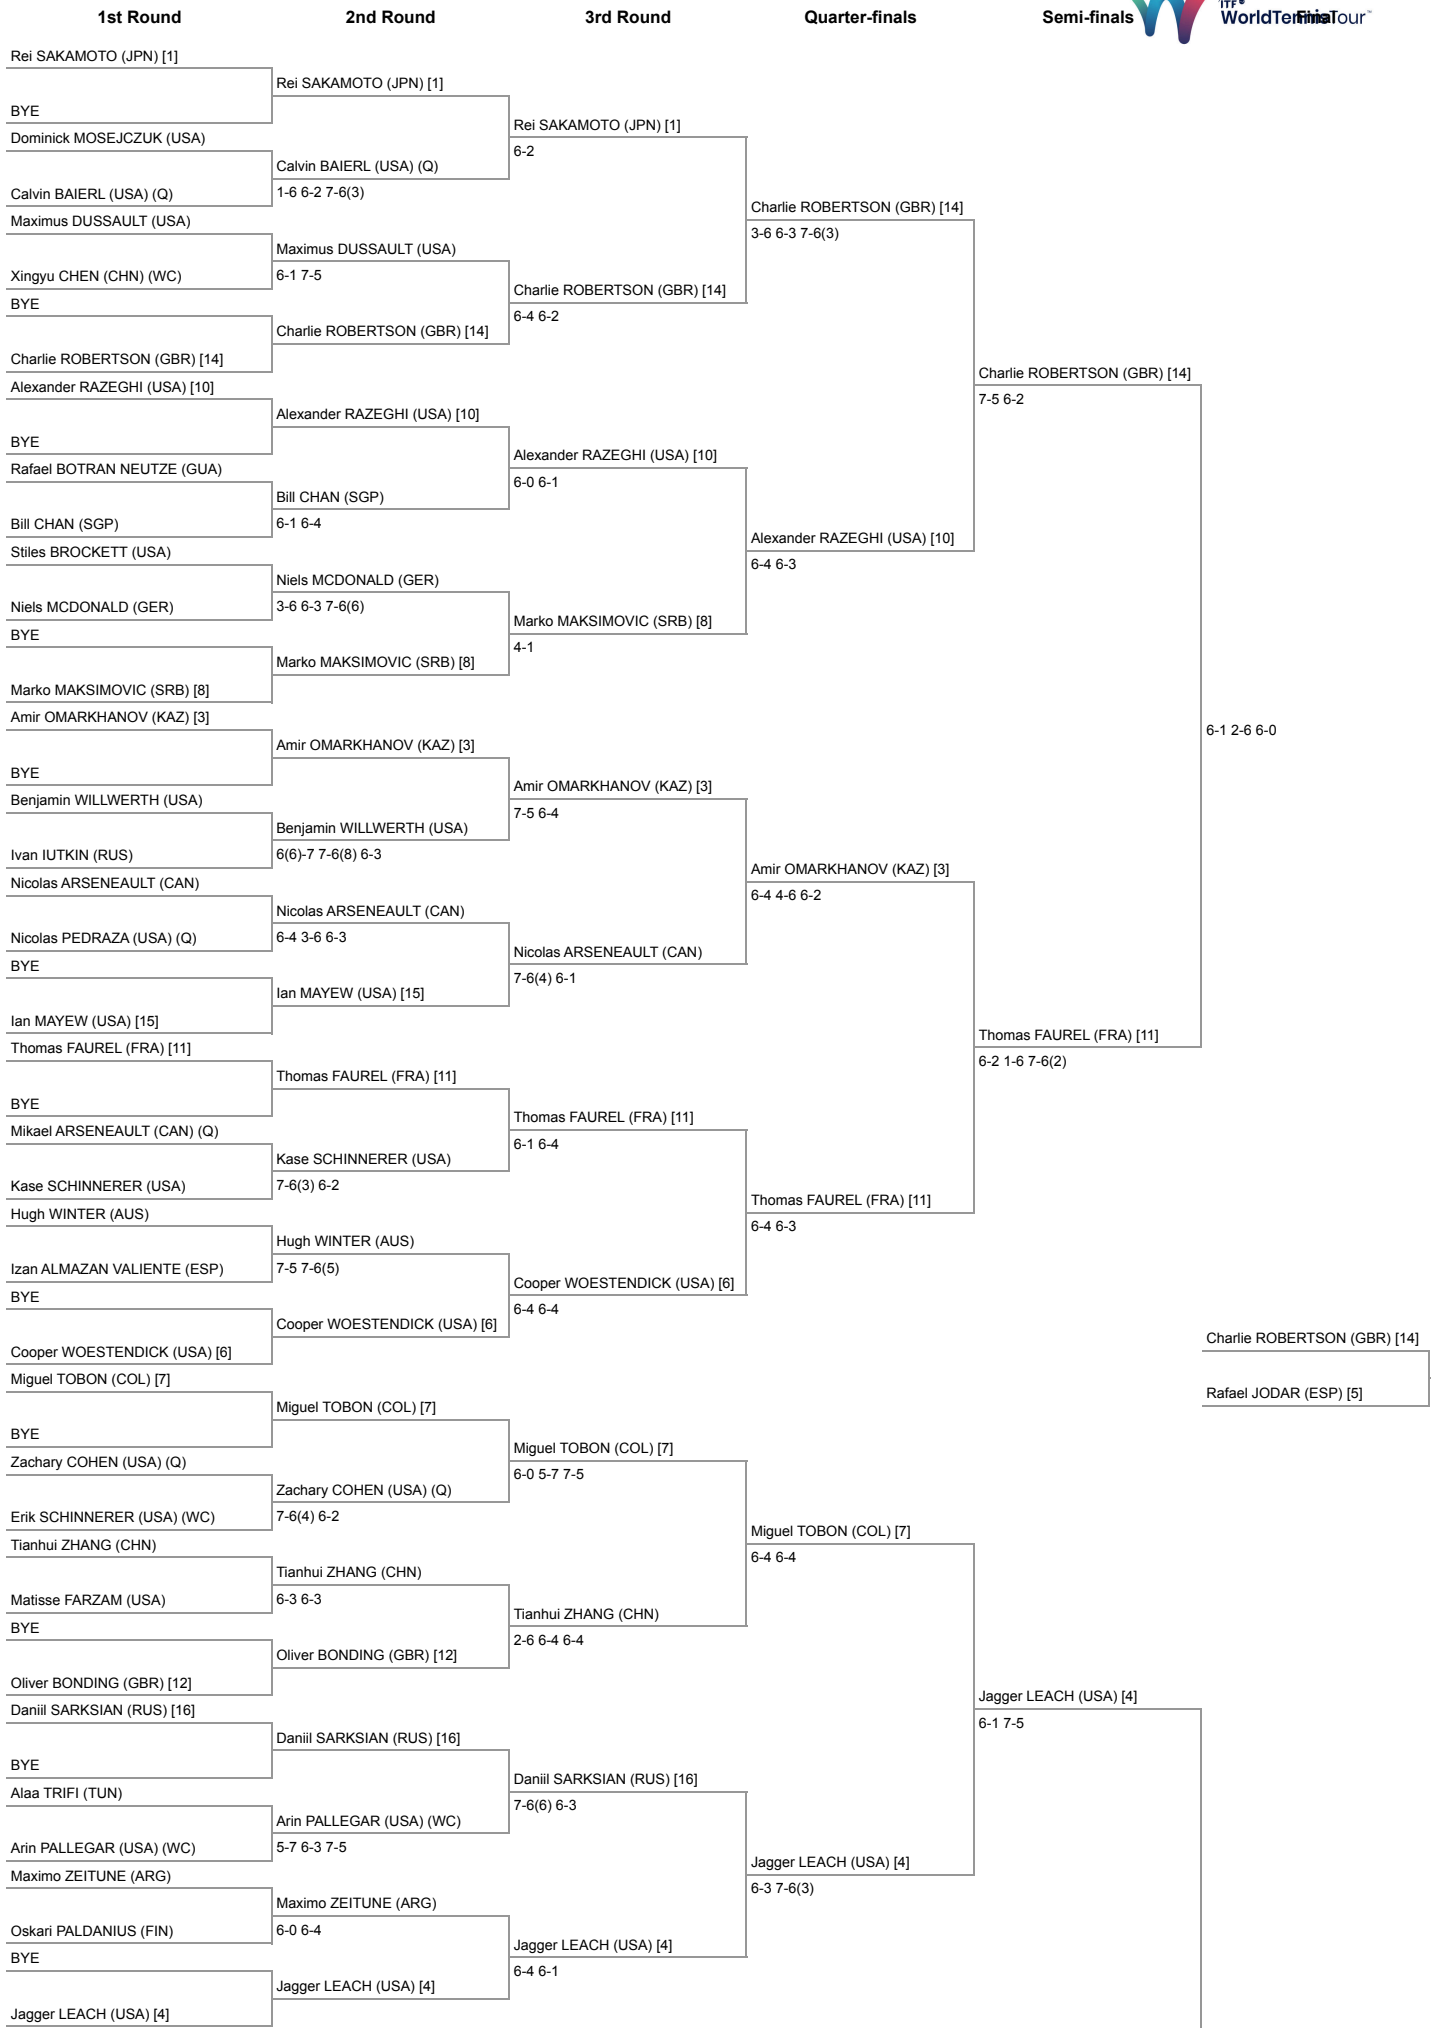 1st Round
2nd Round
3rd Round
Quarter-finals
Semi-finals
Final
ITF®
WorldTennisTour™
Rei SAKAMOTO (JPN) [1]
Rei SAKAMOTO (JPN) [1]
BYE
Rei SAKAMOTO (JPN) [1]
Dominick MOSEJCZUK (USA)
6-2
Calvin BAIERL (USA) (Q)
Calvin BAIERL (USA) (Q)
1-6 6-2 7-6(3)
Charlie ROBERTSON (GBR) [14]
Maximus DUSSAULT (USA)
3-6 6-3 7-6(3)
Maximus DUSSAULT (USA)
Xingyu CHEN (CHN) (WC)
6-1 7-5
Charlie ROBERTSON (GBR) [14]
BYE
6-4 6-2
Charlie ROBERTSON (GBR) [14]
Charlie ROBERTSON (GBR) [14]
Charlie ROBERTSON (GBR) [14]
Alexander RAZEGHI (USA) [10]
7-5 6-2
Alexander RAZEGHI (USA) [10]
BYE
Alexander RAZEGHI (USA) [10]
Rafael BOTRAN NEUTZE (GUA)
6-0 6-1
Bill CHAN (SGP)
Bill CHAN (SGP)
6-1 6-4
Alexander RAZEGHI (USA) [10]
Stiles BROCKETT (USA)
6-4 6-3
Niels MCDONALD (GER)
Niels MCDONALD (GER)
3-6 6-3 7-6(6)
Marko MAKSIMOVIC (SRB) [8]
BYE
4-1
Marko MAKSIMOVIC (SRB) [8]
Marko MAKSIMOVIC (SRB) [8]
Amir OMARKHANOV (KAZ) [3]
6-1 2-6 6-0
Amir OMARKHANOV (KAZ) [3]
BYE
Amir OMARKHANOV (KAZ) [3]
Benjamin WILLWERTH (USA)
7-5 6-4
Benjamin WILLWERTH (USA)
Ivan IUTKIN (RUS)
6(6)-7 7-6(8) 6-3
Amir OMARKHANOV (KAZ) [3]
Nicolas ARSENEAULT (CAN)
6-4 4-6 6-2
Nicolas ARSENEAULT (CAN)
Nicolas PEDRAZA (USA) (Q)
6-4 3-6 6-3
Nicolas ARSENEAULT (CAN)
BYE
7-6(4) 6-1
Ian MAYEW (USA) [15]
Ian MAYEW (USA) [15]
Thomas FAUREL (FRA) [11]
Thomas FAUREL (FRA) [11]
6-2 1-6 7-6(2)
Thomas FAUREL (FRA) [11]
BYE
Thomas FAUREL (FRA) [11]
Mikael ARSENEAULT (CAN) (Q)
6-1 6-4
Kase SCHINNERER (USA)
Kase SCHINNERER (USA)
7-6(3) 6-2
Thomas FAUREL (FRA) [11]
Hugh WINTER (AUS)
6-4 6-3
Hugh WINTER (AUS)
Izan ALMAZAN VALIENTE (ESP)
7-5 7-6(5)
Cooper WOESTENDICK (USA) [6]
BYE
6-4 6-4
Cooper WOESTENDICK (USA) [6]
Charlie ROBERTSON (GBR) [14]
Cooper WOESTENDICK (USA) [6]
Miguel TOBON (COL) [7]
Rafael JODAR (ESP) [5]
Miguel TOBON (COL) [7]
BYE
Miguel TOBON (COL) [7]
Zachary COHEN (USA) (Q)
6-0 5-7 7-5
Zachary COHEN (USA) (Q)
Erik SCHINNERER (USA) (WC)
7-6(4) 6-2
Miguel TOBON (COL) [7]
Tianhui ZHANG (CHN)
6-4 6-4
Tianhui ZHANG (CHN)
Matisse FARZAM (USA)
6-3 6-3
Tianhui ZHANG (CHN)
BYE
2-6 6-4 6-4
Oliver BONDING (GBR) [12]
Oliver BONDING (GBR) [12]
Jagger LEACH (USA) [4]
Daniil SARKSIAN (RUS) [16]
6-1 7-5
Daniil SARKSIAN (RUS) [16]
BYE
Daniil SARKSIAN (RUS) [16]
Alaa TRIFI (TUN)
7-6(6) 6-3
Arin PALLEGAR (USA) (WC)
Arin PALLEGAR (USA) (WC)
5-7 6-3 7-5
Jagger LEACH (USA) [4]
Maximo ZEITUNE (ARG)
6-3 7-6(3)
Maximo ZEITUNE (ARG)
Oskari PALDANIUS (FIN)
6-0 6-4
Jagger LEACH (USA) [4]
BYE
6-4 6-1
Jagger LEACH (USA) [4]
Jagger LEACH (USA) [4]